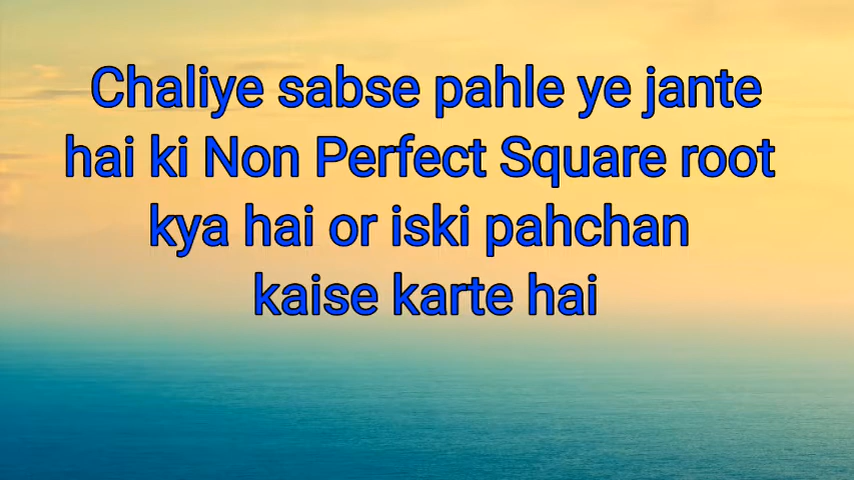 Chaliye sabse pahle ye jante
hai ki Non Perfect Square root
kya hai or iski pahchan
kaise karte hai